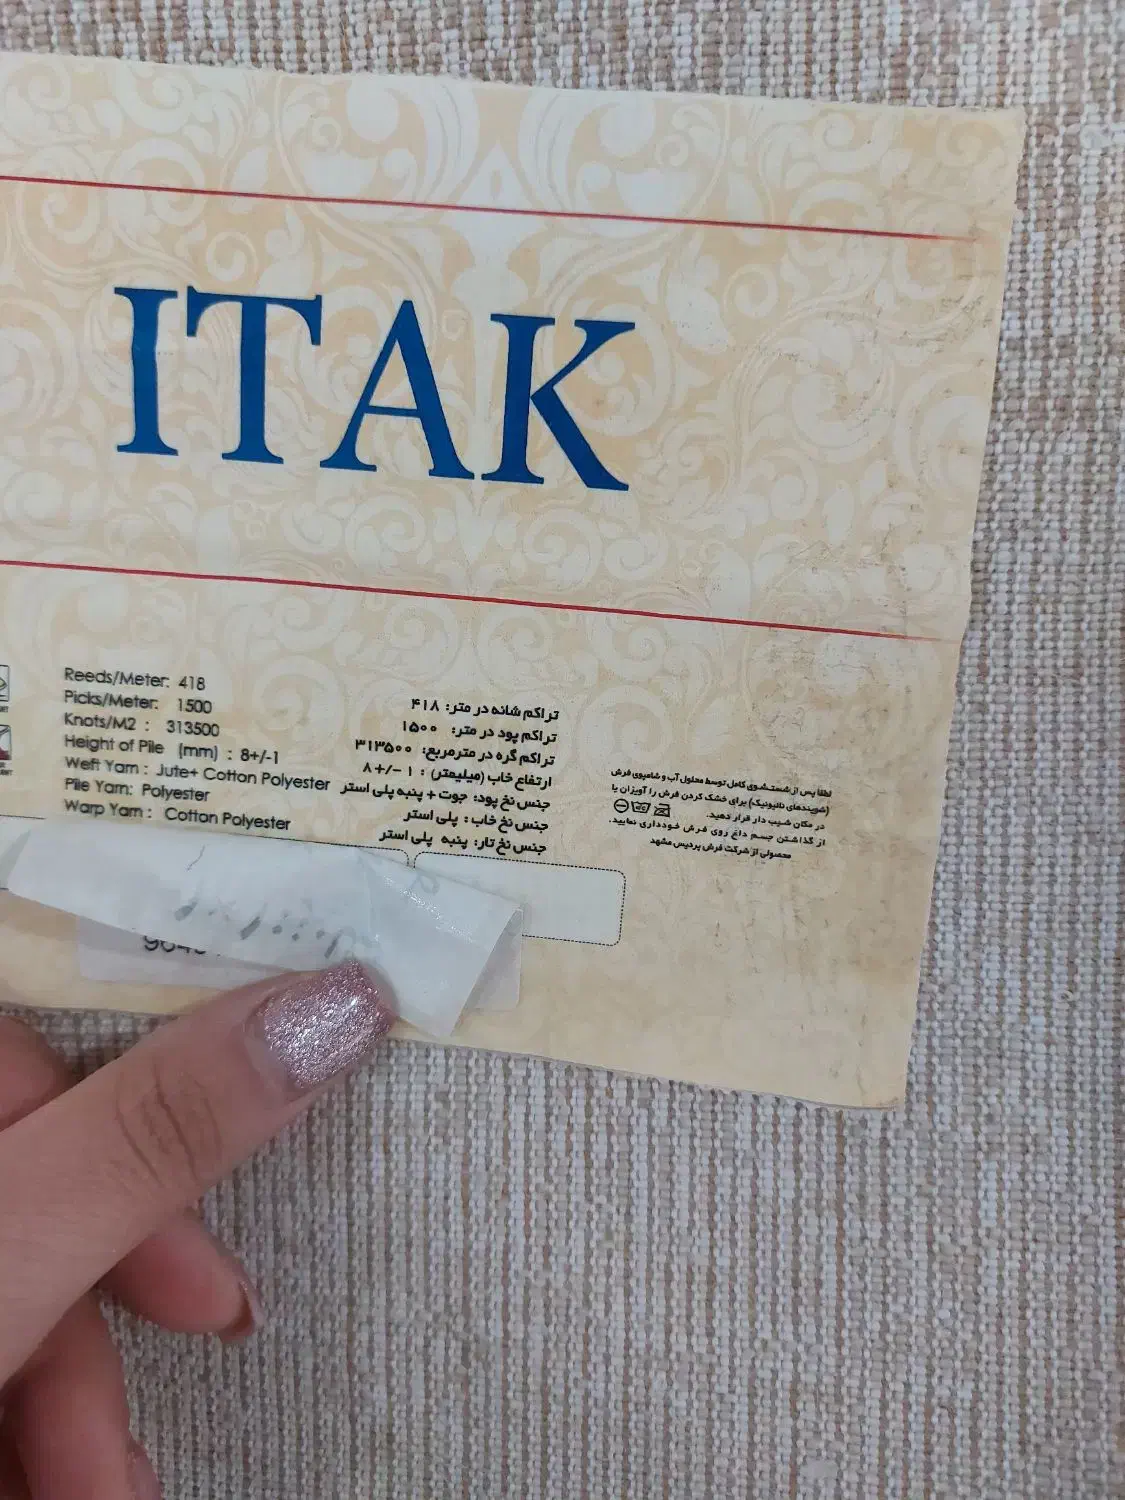 ITAK
Reeds/Meter: 418
Picks/Meter: 1500
Knots/M2 : 313500
Height of Pile (mm) : 8+/-1
Weft Yarn : Jute+ Cotton Polyester
Pile Yarn: Polyester
Warp Yarn : Cotton Polyester
تراکم شانه در متر: ۴۱۸
تراکم پود در متر: ۱۵۰۰
تراکم گره در مترمربع: ۳۱۳۵۰۰
ارتفاع خاب (میلیمتر) : ۱ -/+۸
جنس نخ پود: جوت + پنبه پلی استر
جنس نخ خاب: پلی استر
جنس نخ تار: پنبه پلی استر
لطفا پس از شستشوی کامل توسط محلول آب و شامپوی فرش
(شوینده‌های نانیونیک) برای خشک کردن فرش را آویزان یا
در مکان شیب دار قرار دهید.
از گذاشتن جسم داغ روی فرش خودداری نمایید.
محصولی از شرکت فرش پردیس مشهد